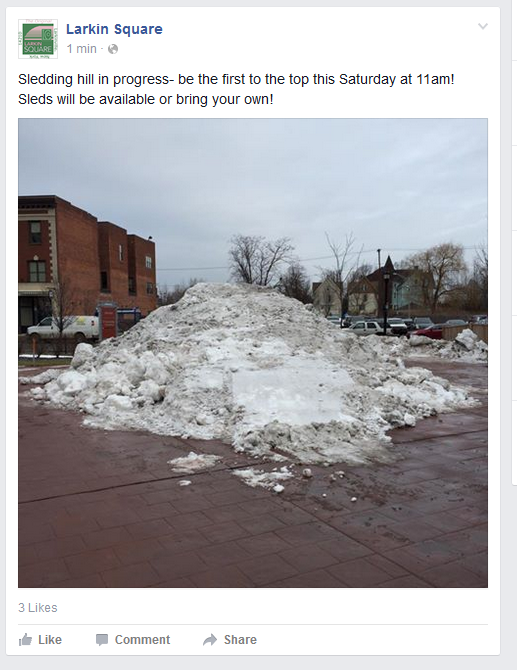 LARKIN
SQUARE
Larkin Square
1 min ·
Sledding hill in progress- be the first to the top this Saturday at 11am!
Sleds will be available or bring your own!
3 Likes
Like Comment Share